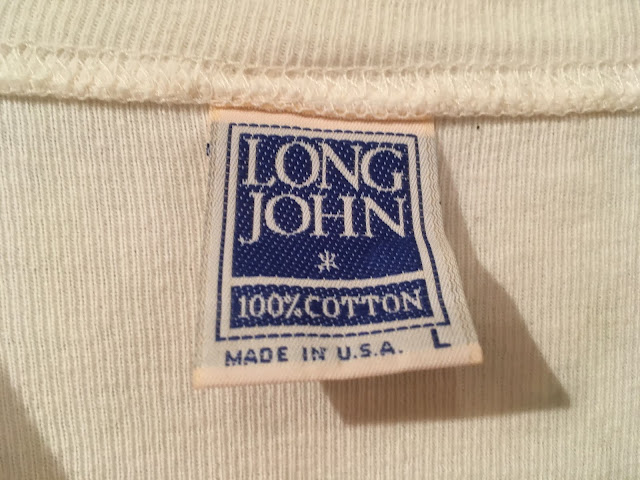 LONG
JOHN
100% COTTON
MADE IN U.S.A. L